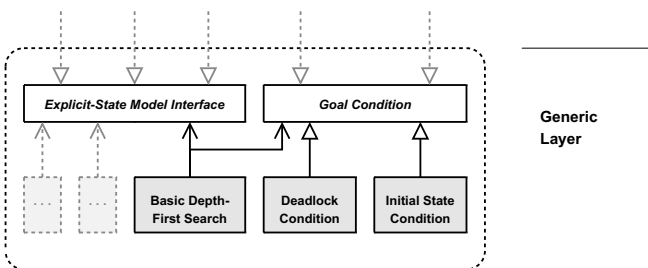 Explicit-State Model Interface
Goal Condition
Generic
Layer
. . .
. . .
Basic Depth-
First Search
Deadlock
Condition
Initial State
Condition